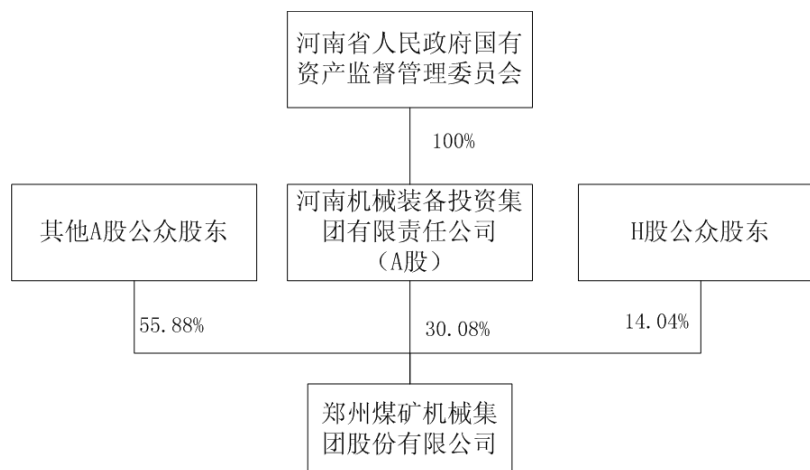 河南省人民政府国有
资产监督管理委员会
100%
其他A股公众股东
河南机械装备投资集
团有限责任公司
（A股）
H股公众股东
55.88%
30.08%
14.04%
郑州煤矿机械集
团股份有限公司